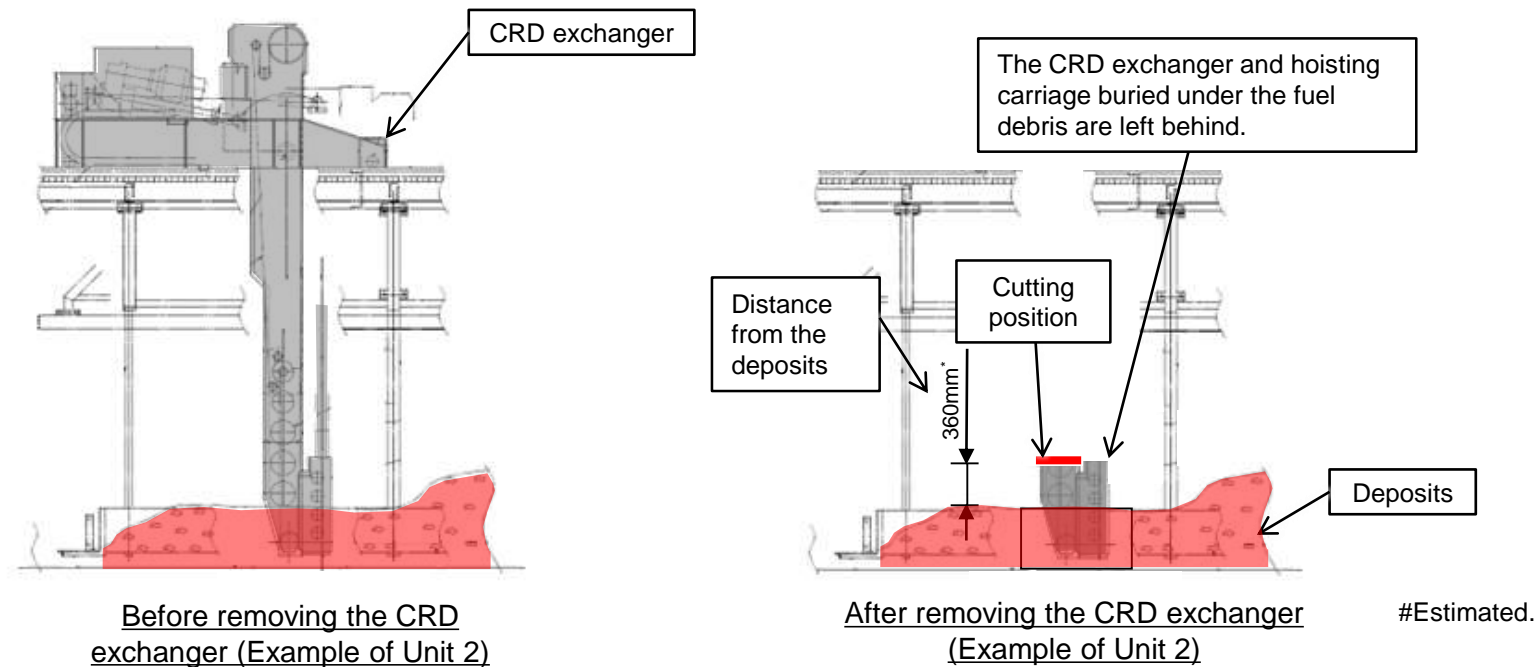 CRD exchanger
The CRD exchanger and hoisting
carriage buried under the fuel
debris are left behind.
Distance
from the
deposits
Cutting
position
360mm*
Deposits
Before removing the CRD
exchanger (Example of Unit 2)
After removing the CRD exchanger
(Example of Unit 2)
#Estimated.